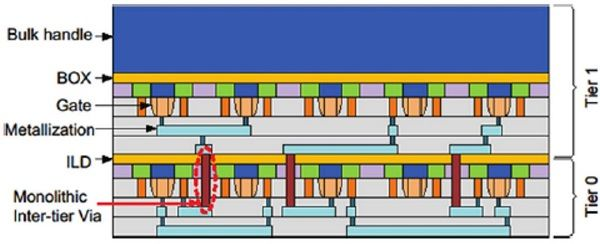 Bulk handle
BOX
Gate
Metallization
ILD
Monolithic
Inter-tier Via
Tier 1
Tier 0